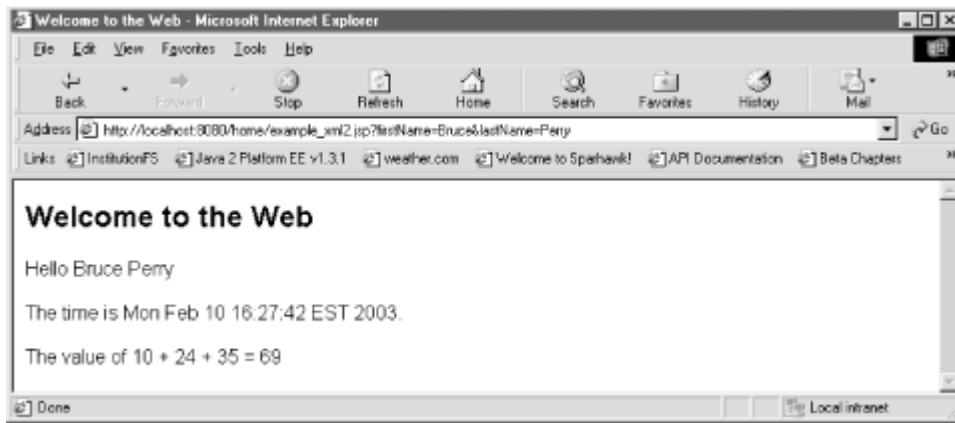 Welcome to the Web - Microsoft Internet Explorer
File Edit View Favorites Tools Help
Back Forward Stop Refresh Home Search Favorites History Mail »
Address http://localhost:8080/home/example_xml2.jsp?firstName=Bruce&lastName=Perry Go
Links InstitutionFS Java 2 Platform EE v1.3.1 weather.com Welcome to Sparhawk! API Documentation Beta Chapters »
Welcome to the Web
Hello Bruce Perry
The time is Mon Feb 10 16:27:42 EST 2003.
The value of 10 + 24 + 35 = 69
Done Local intranet